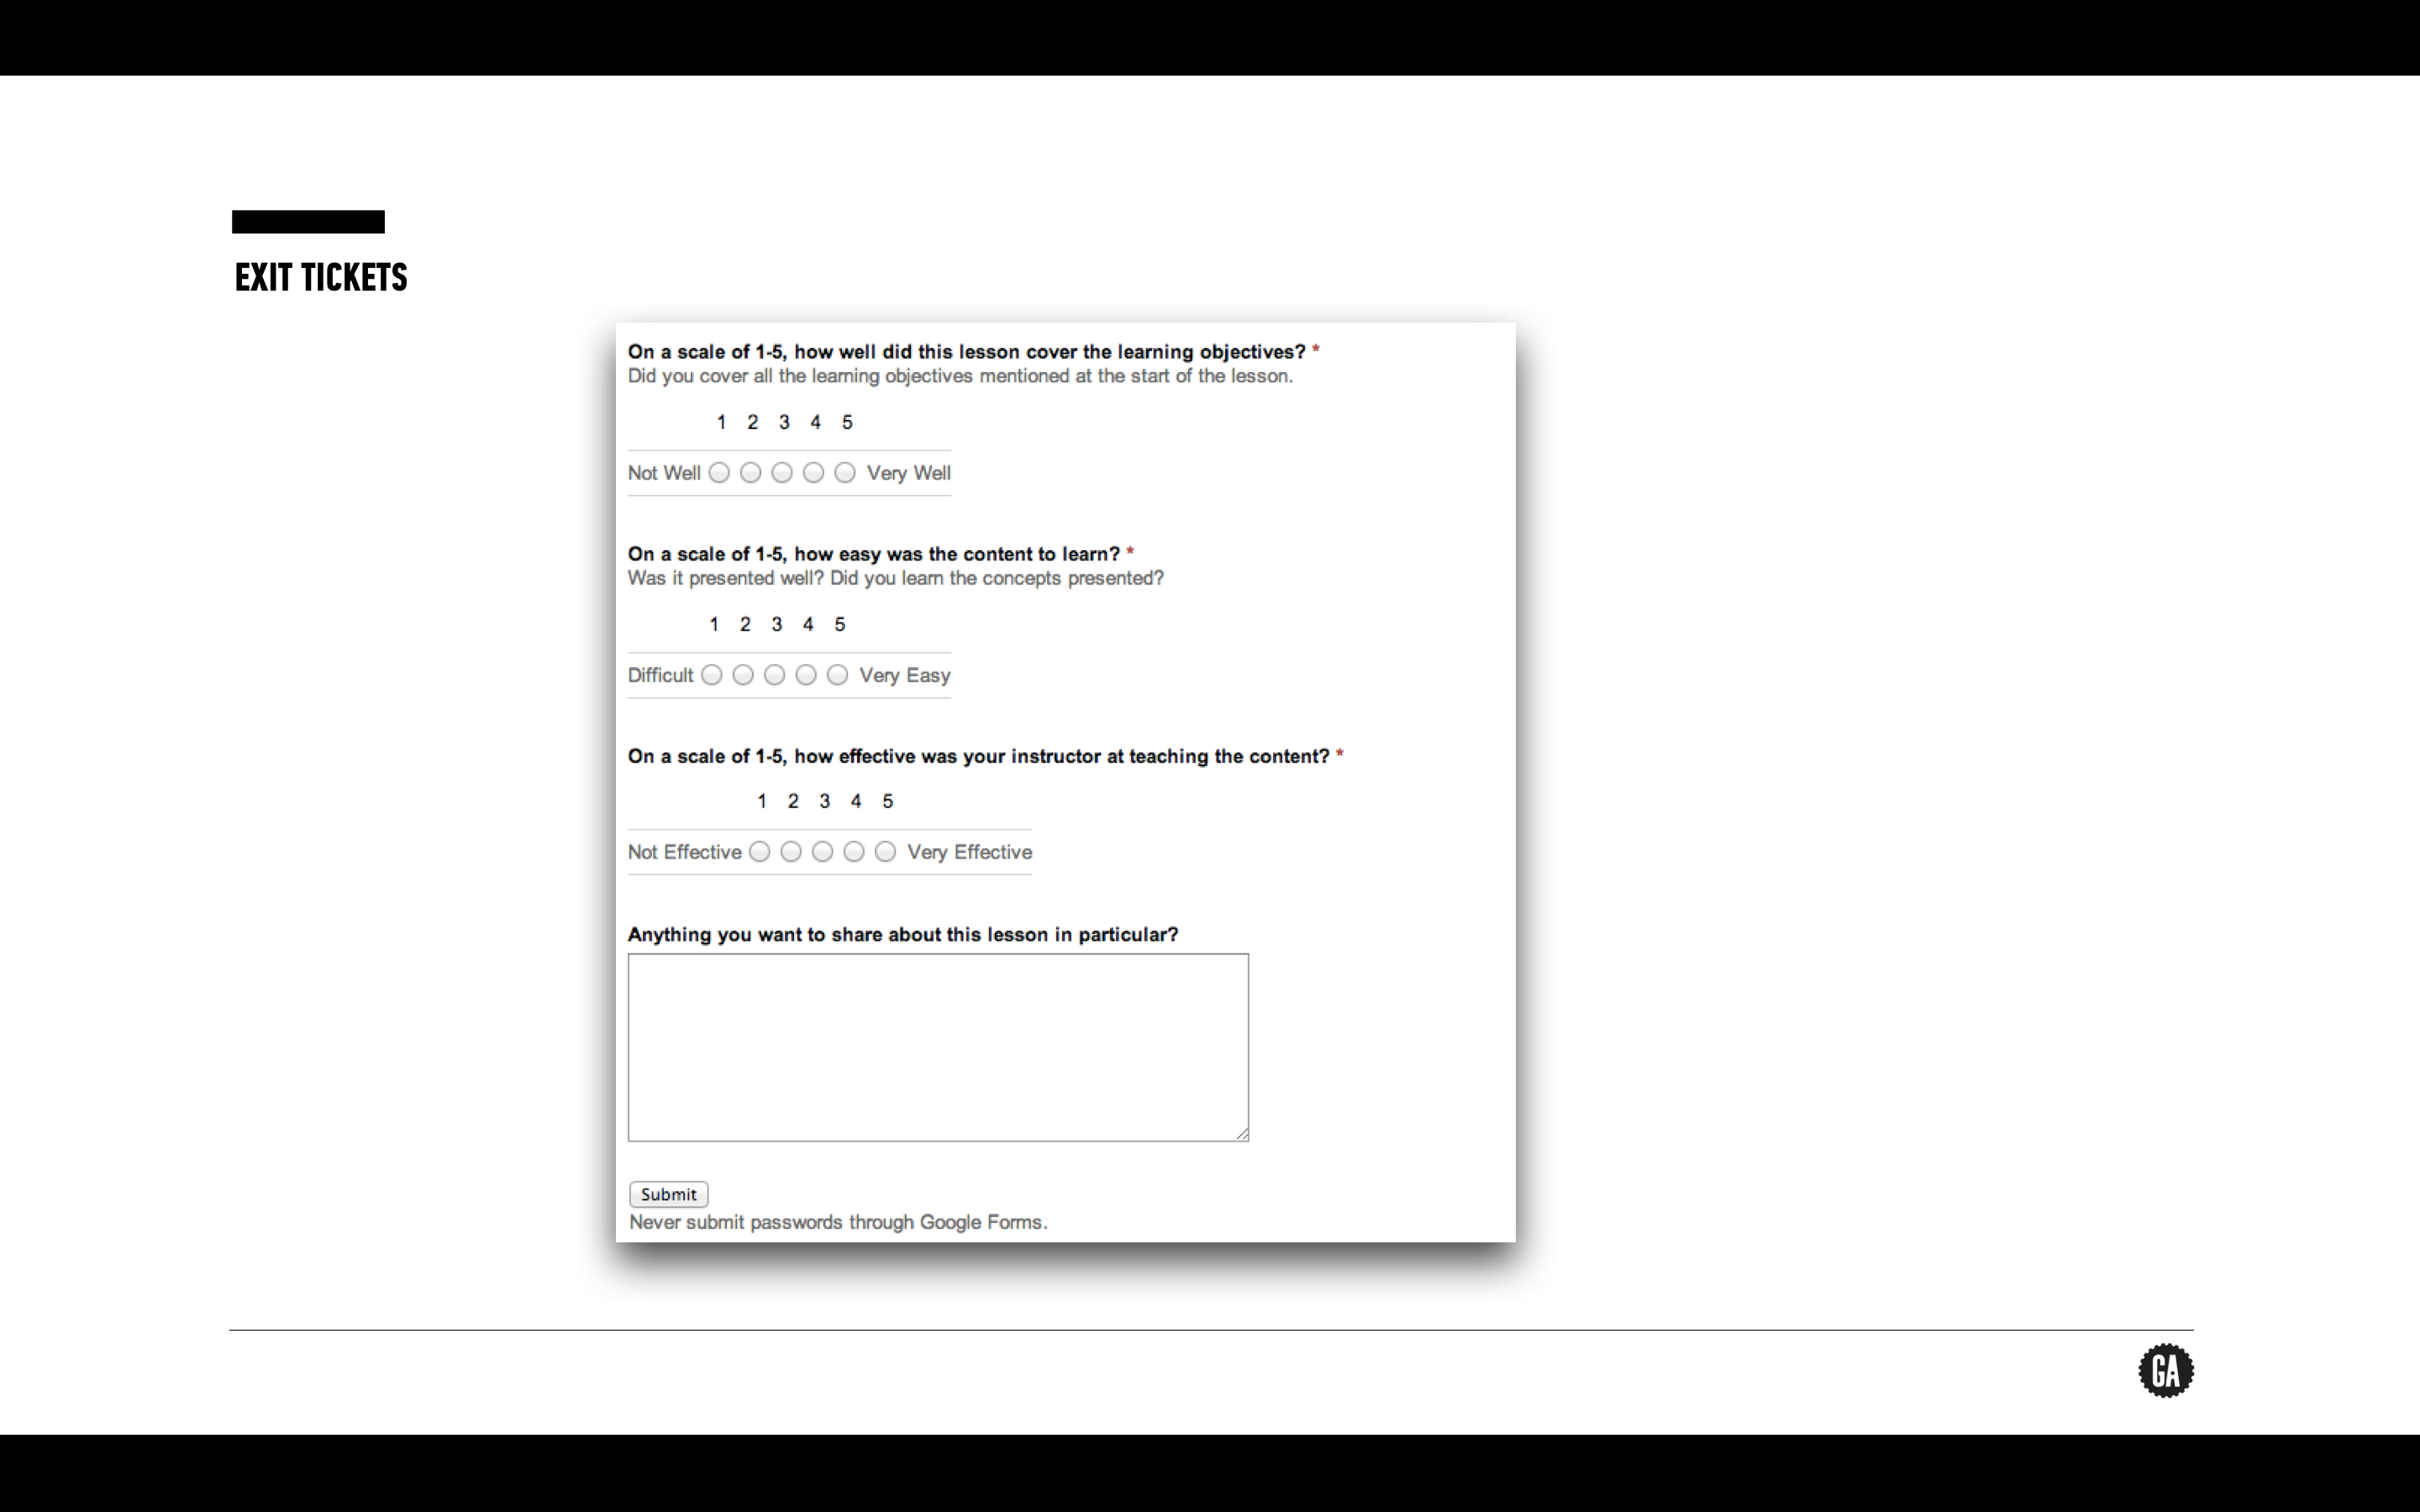 EXIT TICKETS
On a scale of 1-5, how well did this lesson cover the learning objectives? *
Did you cover all the learning objectives mentioned at the start of the lesson.
1 2 3 4 5
Not Well Very Well
On a scale of 1-5, how easy was the content to learn? *
Was it presented well? Did you learn the concepts presented?
1 2 3 4 5
Difficult Very Easy
On a scale of 1-5, how effective was your instructor at teaching the content? *
1 2 3 4 5
Not Effective Very Effective
Anything you want to share about this lesson in particular?
Submit
Never submit passwords through Google Forms.
GA